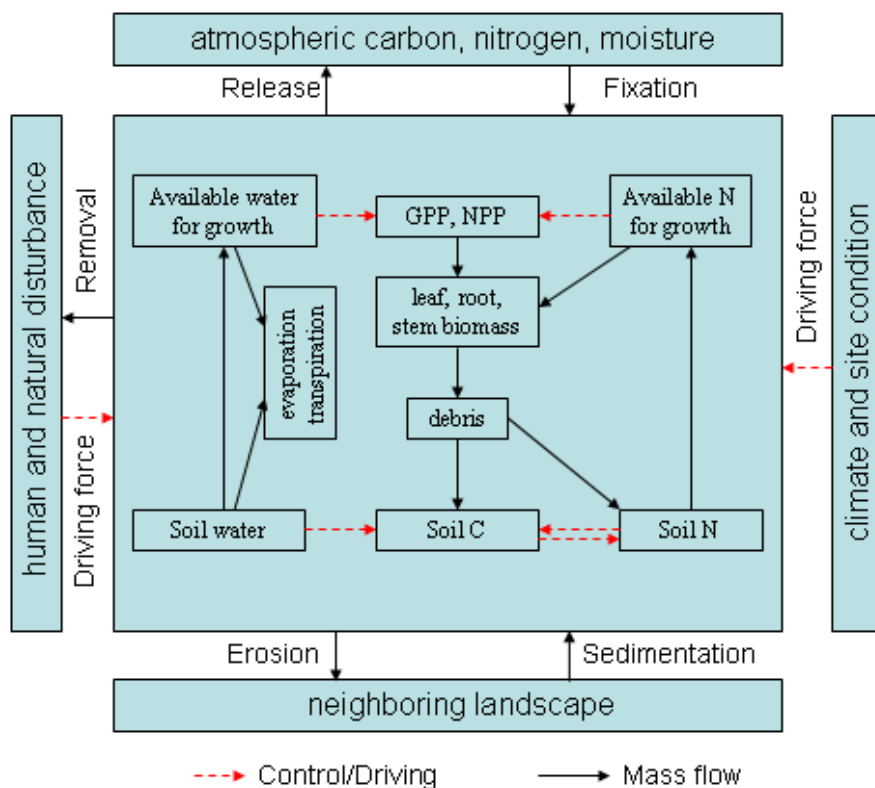 atmospheric carbon, nitrogen, moisture
Release
Fixation
human and natural disturbance
Removal
Driving force
Available water
for growth
GPP, NPP
Available N
for growth
leaf, root,
stem biomass
evaporation
transpiration
debris
Soil water
Soil C
Soil N
Driving force
climate and site condition
Erosion
Sedimentation
neighboring landscape
Control/Driving
Mass flow